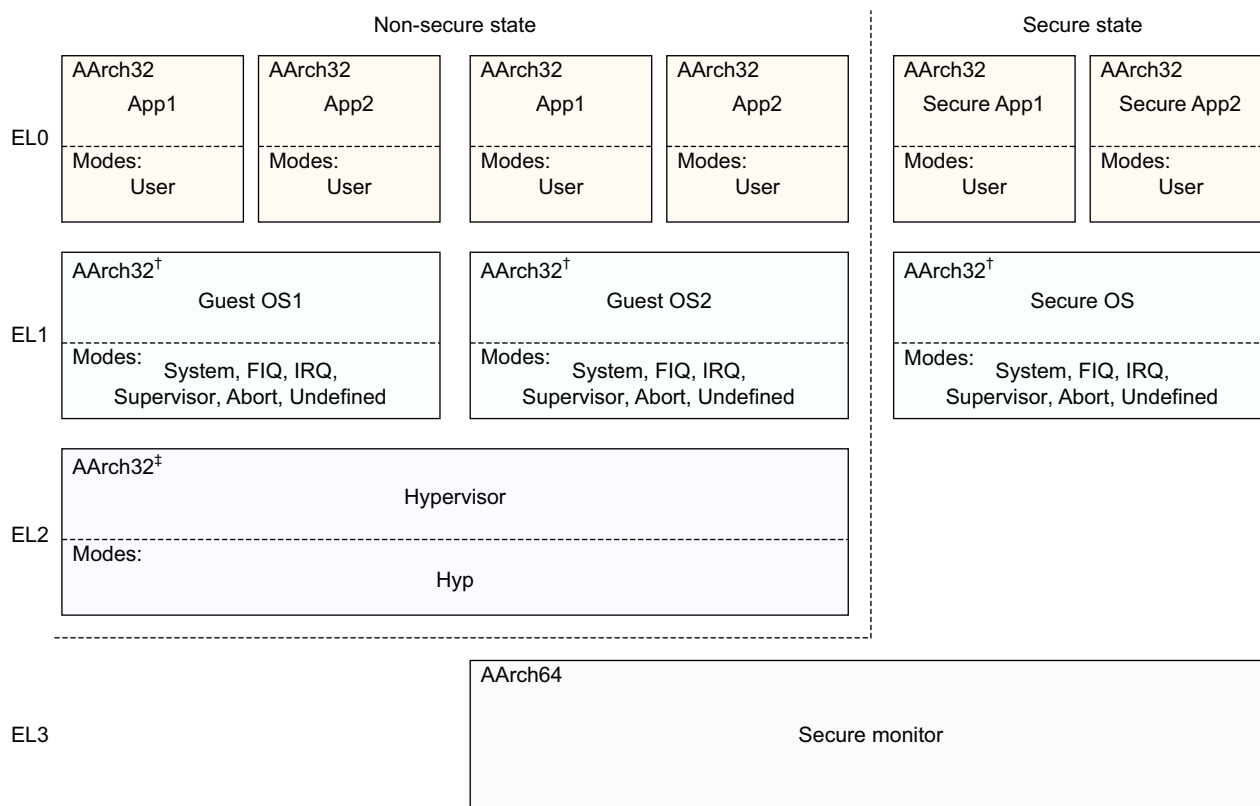 Non-secure state
Secure state
EL0
AArch32
App1
Modes:
User
AArch32
App2
Modes:
User
AArch32
App1
Modes:
User
AArch32
App2
Modes:
User
AArch32
Secure App1
Modes:
User
AArch32
Secure App2
Modes:
User
EL1
AArch32†
Guest OS1
Modes:
System, FIQ, IRQ,
Supervisor, Abort, Undefined
AArch32†
Guest OS2
Modes:
System, FIQ, IRQ,
Supervisor, Abort, Undefined
AArch32†
Secure OS
Modes:
System, FIQ, IRQ,
Supervisor, Abort, Undefined
EL2
AArch32‡
Hypervisor
Modes:
Hyp
EL3
AArch64
Secure monitor